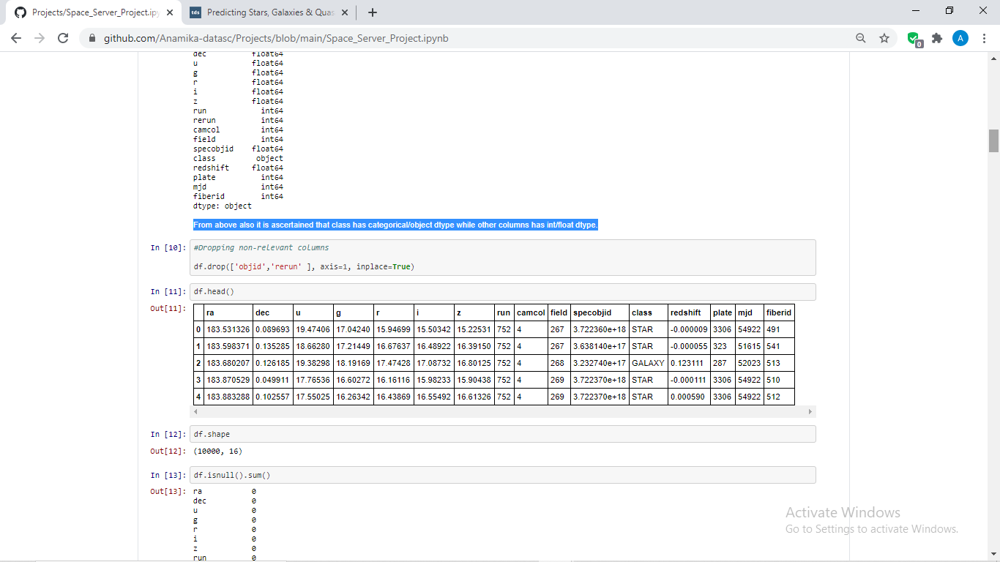 Projects/Space_Server_Project.ipy
tds Predicting Stars, Galaxies & Quas
github.com/Anamika-datasc/Projects/blob/main/Space_Server_Project.ipynb
0
A
dec float64
u float64
g float64
r float64
i float64
z float64
run int64
rerun int64
camcol int64
field int64
specobjid float64
class object
redshift float64
plate int64
mjd int64
fiberid int64
dtype: object
From above also it is ascertained that class has categorical/object dtype while other columns has int/float dtype.
In [10]: #Dropping non-relevant columns
df.drop(['objid','rerun' ], axis=1, inplace=True)
In [11]: df.head()
Out[11]:
ra dec u g r i z run camcol field specobjid class redshift plate mjd fiberid
0 183.531326 0.089693 19.47406 17.04240 15.94699 15.50342 15.22531 752 4 267 3.722360e+18 STAR -0.000009 3306 54922 491
1 183.598371 0.135285 18.66280 17.21449 16.67637 16.48922 16.39150 752 4 267 3.638140e+17 STAR -0.000055 323 51615 541
2 183.680207 0.126185 19.38298 18.19169 17.47428 17.08732 16.80125 752 4 268 3.232740e+17 GALAXY 0.123111 287 52023 513
3 183.870529 0.049911 17.76536 16.60272 16.16116 15.98233 15.90438 752 4 269 3.722370e+18 STAR -0.000111 3306 54922 510
4 183.883288 0.102557 17.55025 16.26342 16.43869 16.55492 16.61326 752 4 269 3.722370e+18 STAR 0.000590 3306 54922 512
In [12]: df.shape
Out[12]: (10000, 16)
In [13]: df.isnull().sum()
Out[13]: ra 0
dec 0
u 0
g 0
r 0
i 0
z 0
run 0
Activate Windows
Go to Settings to activate Windows.